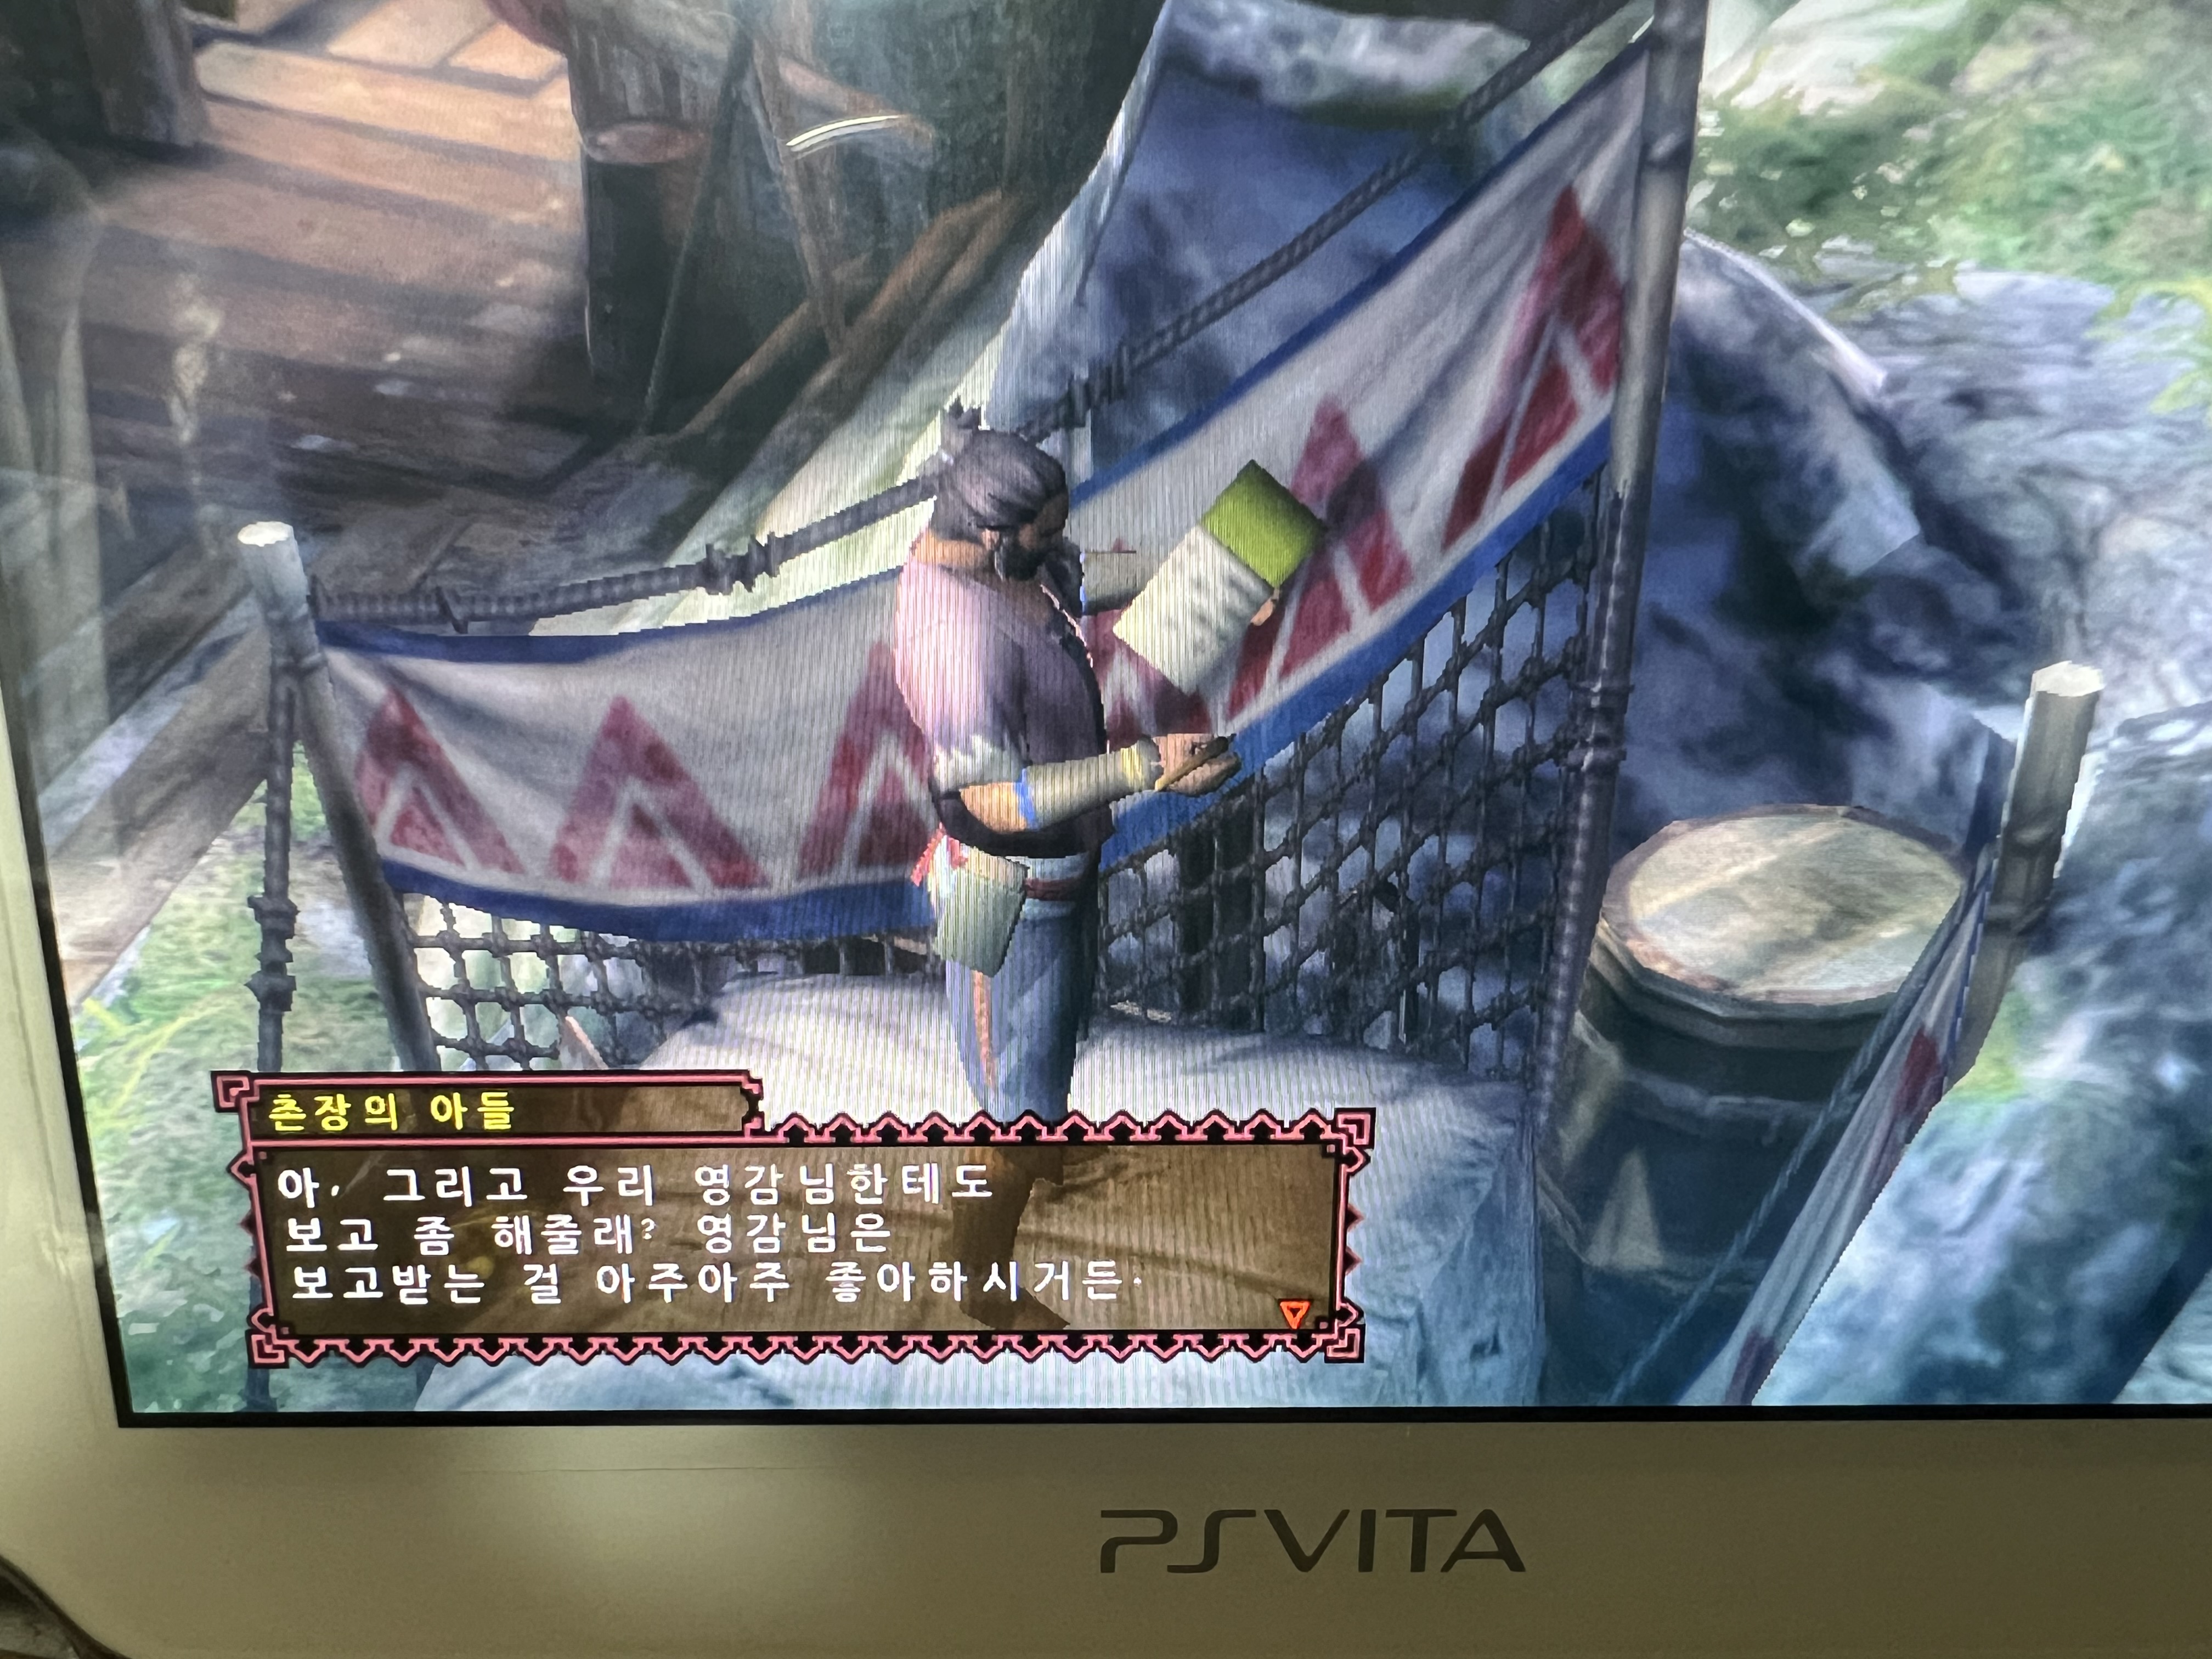 촌장의 아들
아, 그리고 우리 영감님한테도
보고 좀 해줄래? 영감님은
보고받는 걸 아주아주 좋아하시거든.
PSVITA